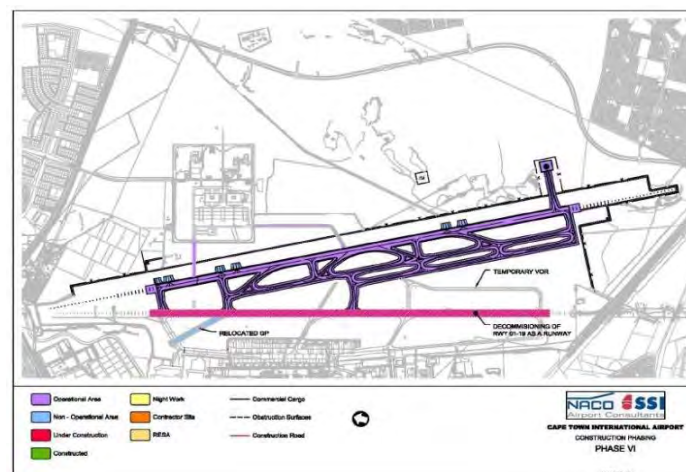 TEMPORARY VOR
RELOCATED GP
DECOMMISIONING OF
RWY 01-19 AS A RUNWAY
Operational Area
Non - Operational Area
Under Construction
Constructed
Night Work
Contractor Site
RESA
Commercial Cargo
Obstruction Surfaces
Construction Road
NACO SSI
Airport Consultants
CAPE TOWN INTERNATIONAL AIRPORT
CONSTRUCTION PHASING
PHASE VI